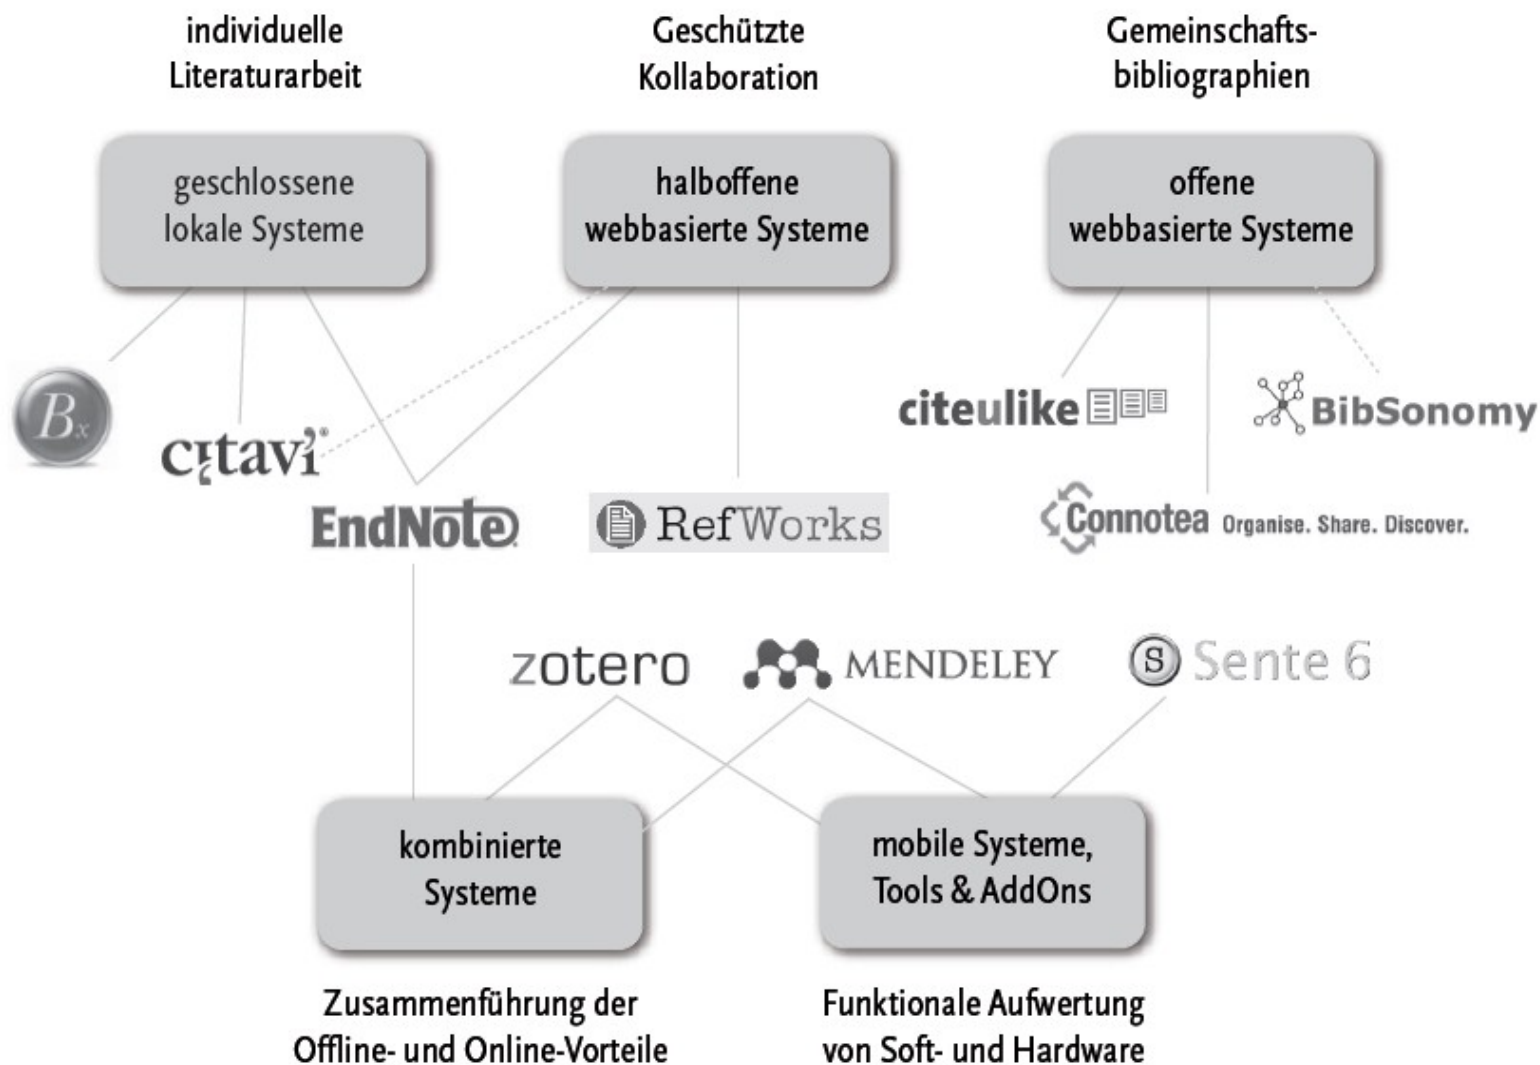 individuelle
Literaturarbeit
Geschützte
Kollaboration
Gemeinschafts-
bibliographien
geschlossene
lokale Systeme
halboffene
webbasierte Systeme
offene
webbasierte Systeme
Bx
citavi®
EndNote
RefWorks
citeulike
BibSonomy
Connotea Organise. Share. Discover.
zotero
MENDELEY
S Sente 6
kombinierte
Systeme
mobile Systeme,
Tools & AddOns
Zusammenführung der
Offline- und Online-Vorteile
Funktionale Aufwertung
von Soft- und Hardware